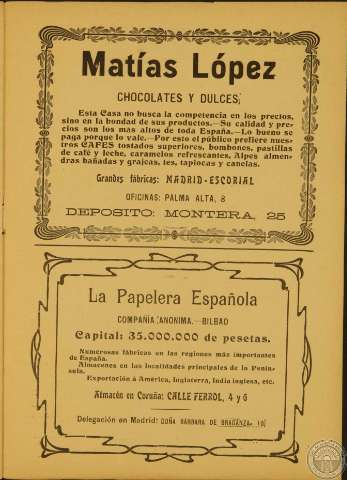 Matías López
CHOCOLATES Y DULCES
Esta Casa no busca la competencia en los precios,
sino en la bondad de sus productos.—Su calidad y pre-
cios son los más altos de toda España.—Lo bueno se
paga porque lo vale.—Por esto el público prefiere nues-
tros CAFES tostados superiores, bombones, pastillas
de café y leche, caramelos refrescantes, Alpes almen-
dras bañadas y grajeas, tes, tapiocas y canelas.
Grandes fábricas: MADRID-ESCORIAL
OFICINAS: PALMA ALTA, 8
DEPOSITO: MONTERA, 25
La Papelera Española
COMPAÑIA ANONIMA.—BILBAO
Capital: 35.000.000 de pesetas.
Numerosas fábricas en las regiones más importantes
de España.
Almacenes en las localidades principales de la Penín-
sula.
Exportación á América, Inglaterra, India inglesa, etc.
Almacén en Coruña: CALLE FERROL, 4 y 6
Delegación en Madrid: DOÑA BARBARA DE BRAGANZA,